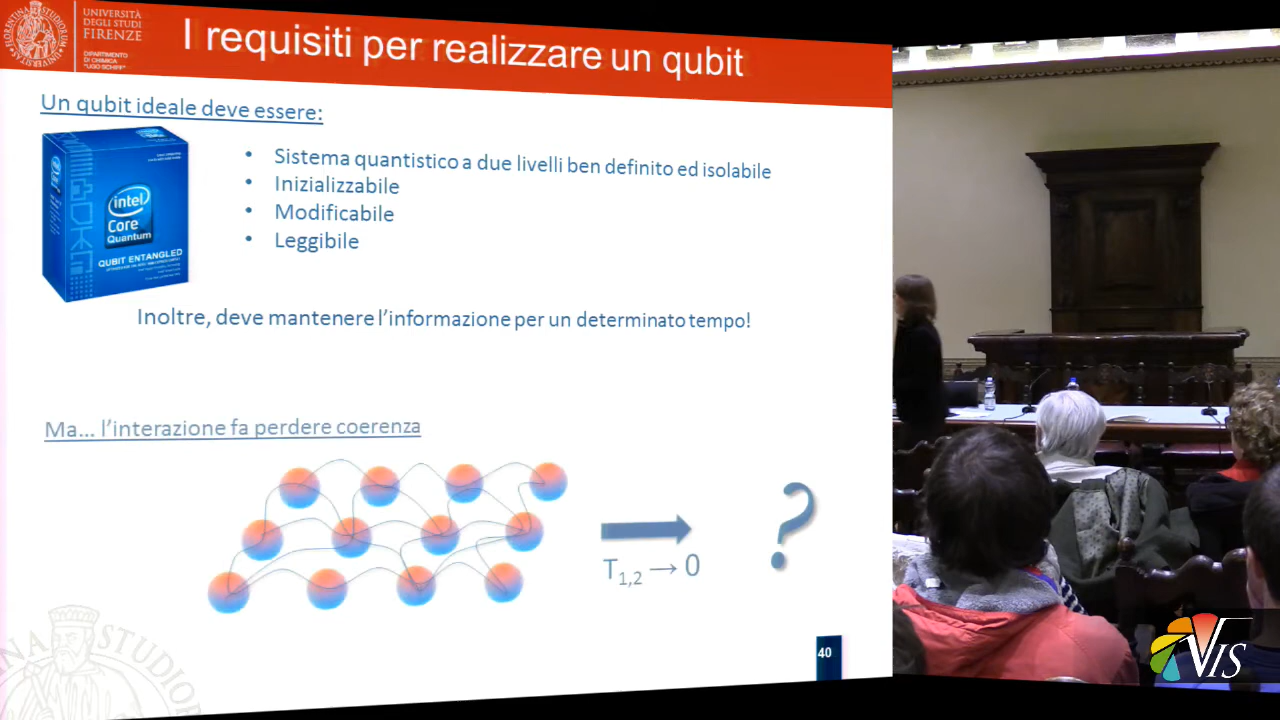 UNIVERSITÀ
DEGLI STUDI
FIRENZE
DIPARTIMENTO
DI CHIMICA
"UGO SCHIFF"
I requisiti per realizzare un qubit
Un qubit ideale deve essere:
• Sistema quantistico a due livelli ben definito ed isolabile
• Inizializzabile
• Modificabile
• Leggibile
intel
Core
Quantum
QUBIT ENTANGLED
Inoltre, deve mantenere l'informazione per un determinato tempo!
Ma... l'interazione fa perdere coerenza
T1,2 → 0
?
40
VIS